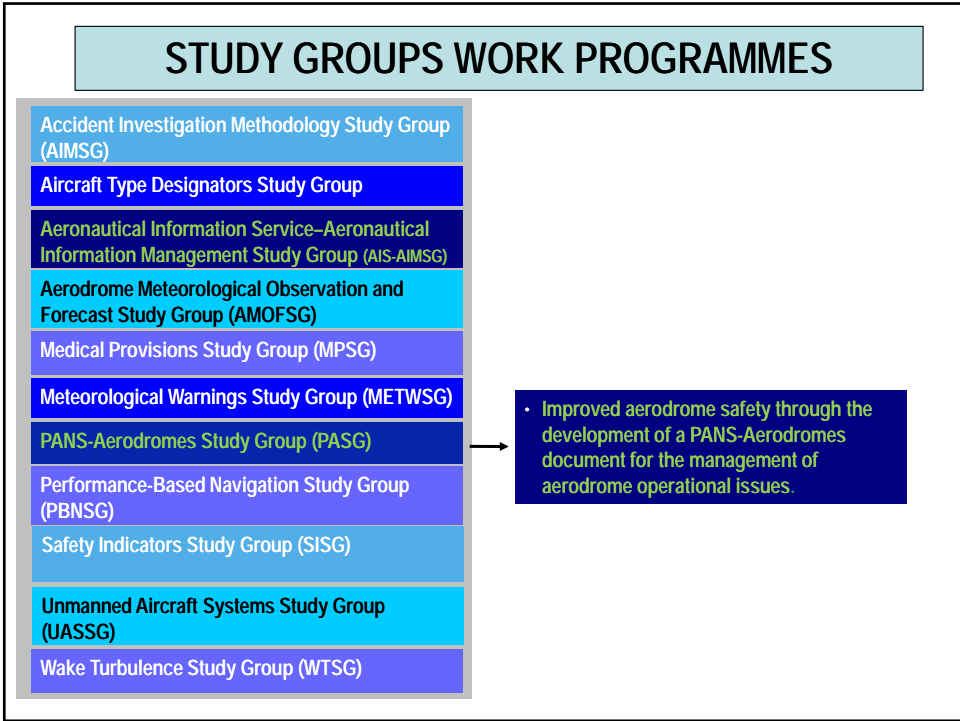 STUDY GROUPS WORK PROGRAMMES
Accident Investigation Methodology Study Group
(AIMSG)
Aircraft Type Designators Study Group
Aeronautical Information Service–Aeronautical
Information Management Study Group (AIS-AIMSG)
Aerodrome Meteorological Observation and
Forecast Study Group (AMOFSG)
Medical Provisions Study Group (MPSG)
Meteorological Warnings Study Group (METWSG)
PANS-Aerodromes Study Group (PASG)
Performance-Based Navigation Study Group
(PBNSG)
Safety Indicators Study Group (SISG)
Unmanned Aircraft Systems Study Group
(UASSG)
Wake Turbulence Study Group (WTSG)
• Improved aerodrome safety through the
development of a PANS-Aerodromes
document for the management of
aerodrome operational issues.